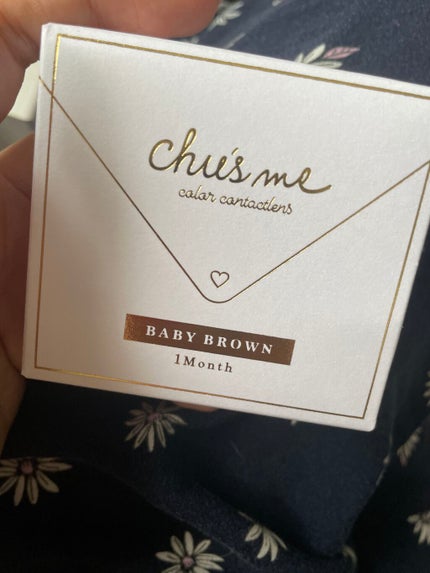 chu's me
color contactlens
BABY BROWN
1Month